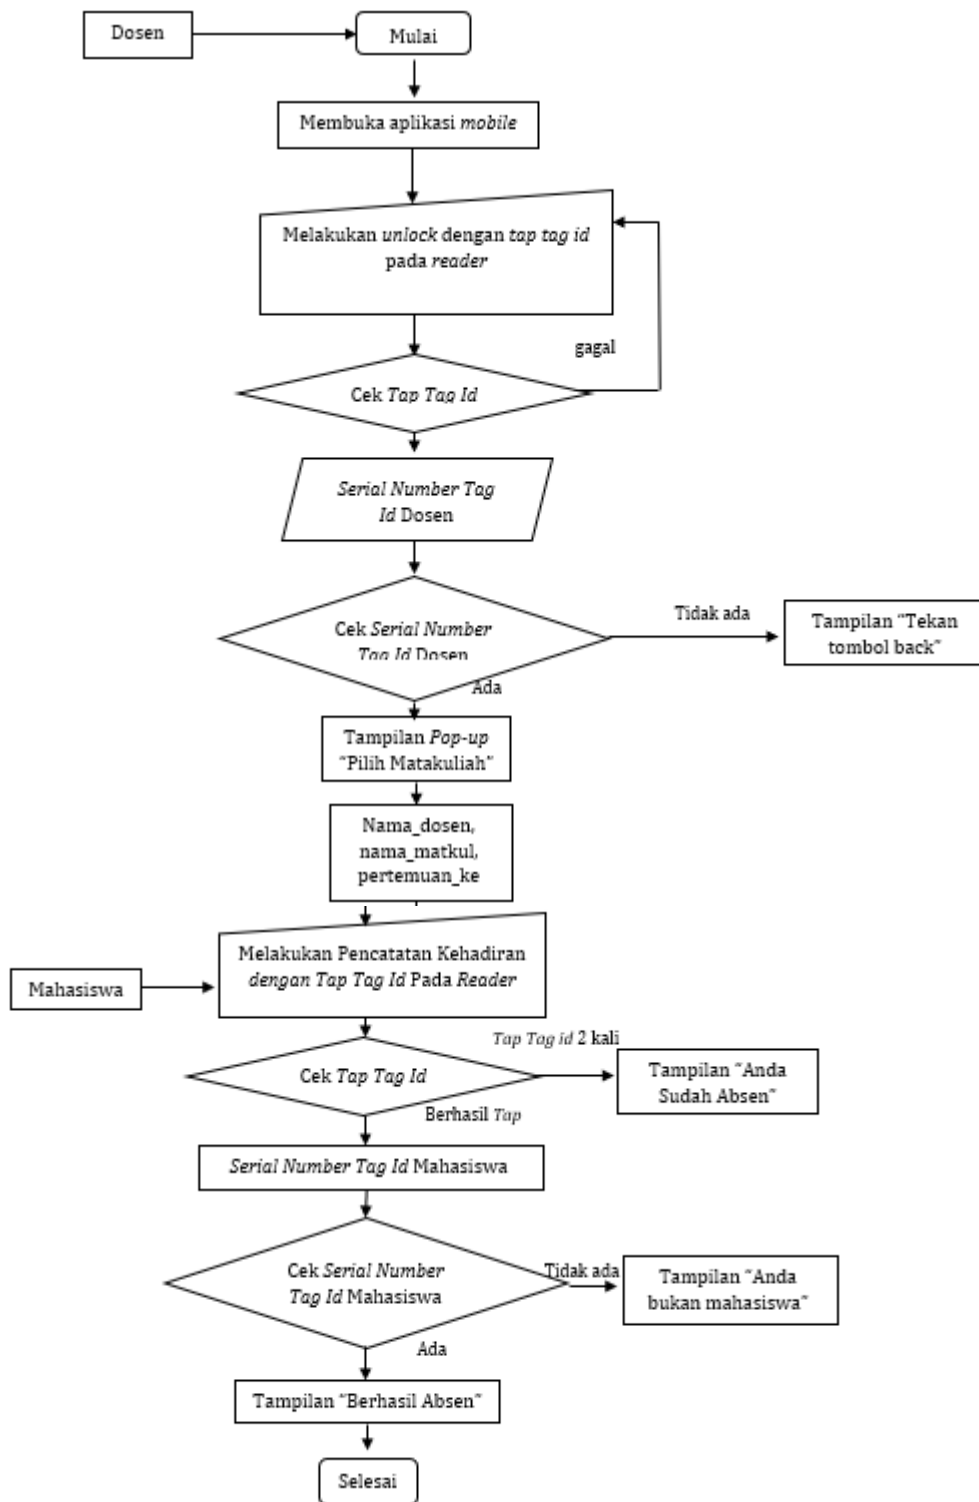 Dosen
Mulai
Membuka aplikasi mobile
Melakukan unlock dengan tap tag id
pada reader
gagal
Cek Tap Tag Id
Serial Number Tag
Id Dosen
Cek Serial Number
Tag Id Dosen
Tidak ada
Tampilan “Tekan
tombol back”
Ada
Tampilan Pop-up
“Pilih Matakuliah”
Nama_dosen,
nama_matkul,
pertemuan_ke
Melakukan Pencatatan Kehadiran
dengan Tap Tag Id Pada Reader
Mahasiswa
Tap Tag id 2 kali
Cek Tap Tag Id
Tampilan “Anda
Sudah Absen”
Berhasil Tap
Serial Number Tag Id Mahasiswa
Cek Serial Number
Tag Id Mahasiswa
Tidak ada
Tampilan “Anda
bukan mahasiswa”
Ada
Tampilan “Berhasil Absen”
Selesai